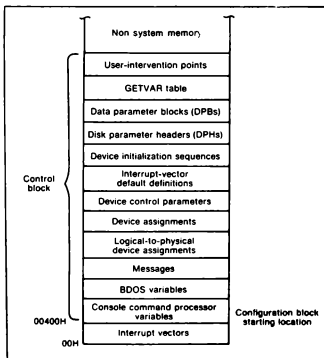 Non system memory
User-intervention points
GETVAR table
Data parameter blocks (DPBs)
Disk parameter headers (DPHs)
Device initialization sequences
Interrupt-vector
default definitions
Control
block
Device control parameters
Device assignments
Logical-to-physical
device assignments
Messages
BDOS variables
Console command processor
variables
00400H
Configuration block
starting location
Interrupt vectors
00H